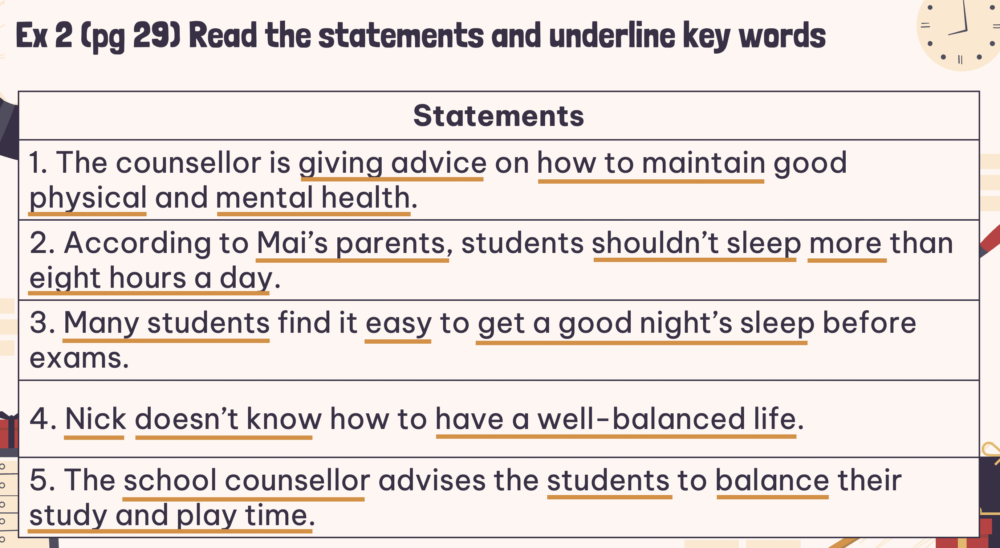 Ex 2 (pg 29) Read the statements and underline key words
Statements
1. The counsellor is giving advice on how to maintain good
physical and mental health.
2. According to Mai’s parents, students shouldn’t sleep more than
eight hours a day.
3. Many students find it easy to get a good night’s sleep before
exams.
4. Nick doesn’t know how to have a well-balanced life.
5. The school counsellor advises the students to balance their
study and play time.